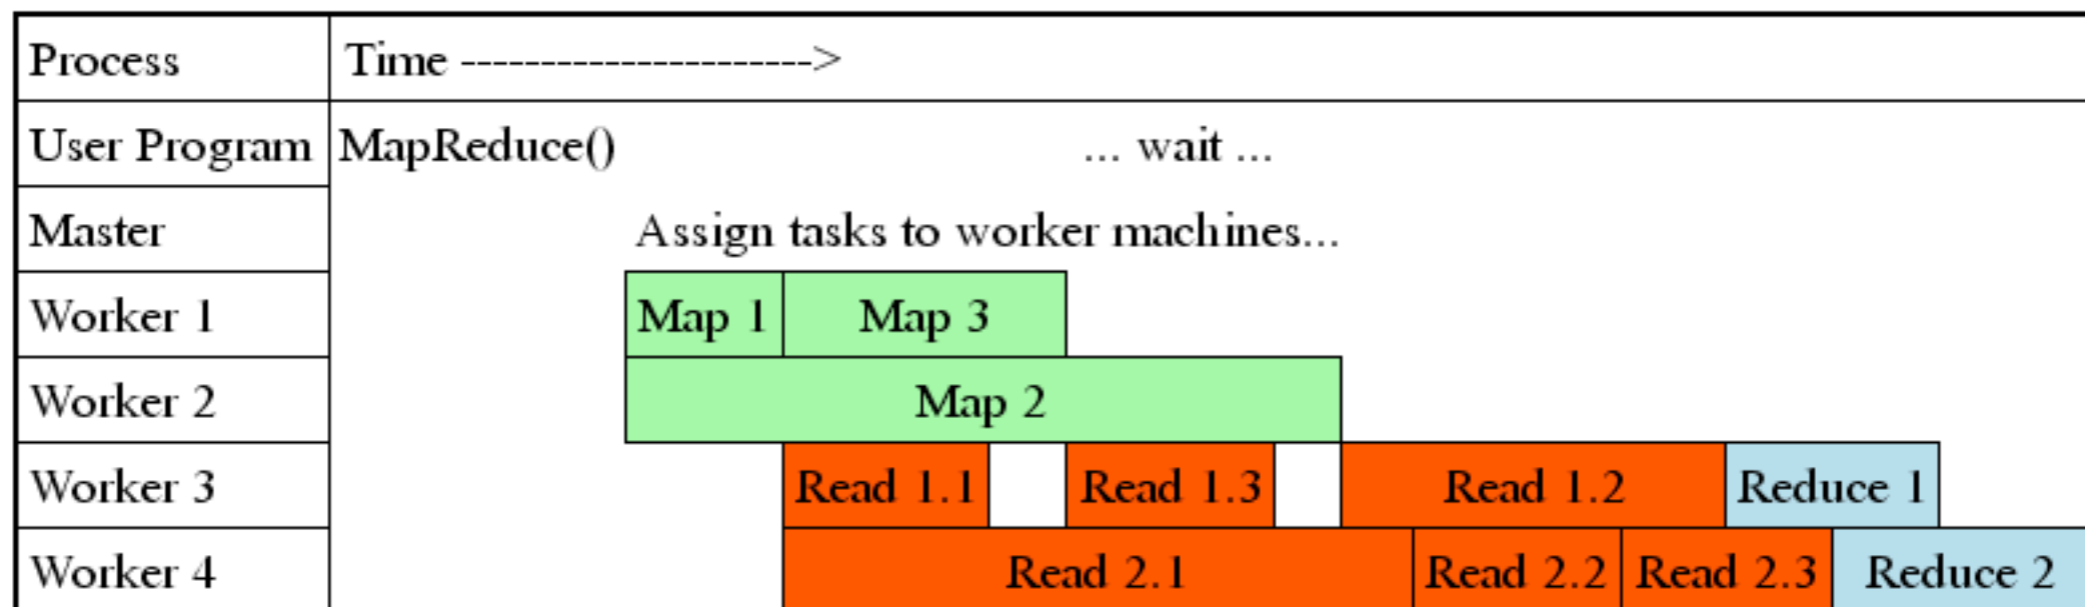 Process Time ---------------------->
User Program MapReduce() ... wait ...
Master Assign tasks to worker machines...
Worker 1 Map 1 Map 3
Worker 2 Map 2
Worker 3 Read 1.1 Read 1.3 Read 1.2 Reduce 1
Worker 4 Read 2.1 Read 2.2 Read 2.3 Reduce 2